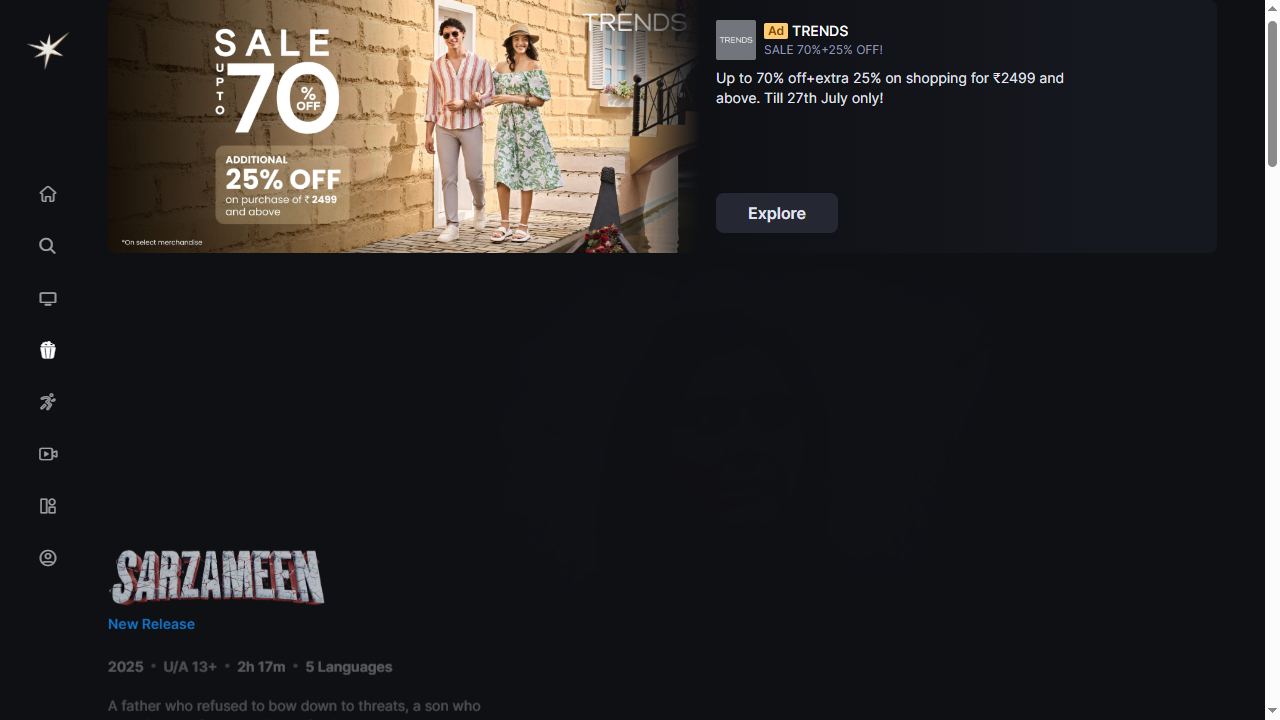 TRENDS
SALE
UPTO
70% OFF
ADDITIONAL
25% OFF
on purchase of ₹ 2499
and above
*On select merchandise
TRENDS
Ad TRENDS
SALE 70%+25% OFF!
Up to 70% off+extra 25% on shopping for ₹2499 and
above. Till 27th July only!
Explore
SARZAMEEN
New Release
2025 • U/A 13+ • 2h 17m • 5 Languages
A father who refused to bow down to threats, a son who